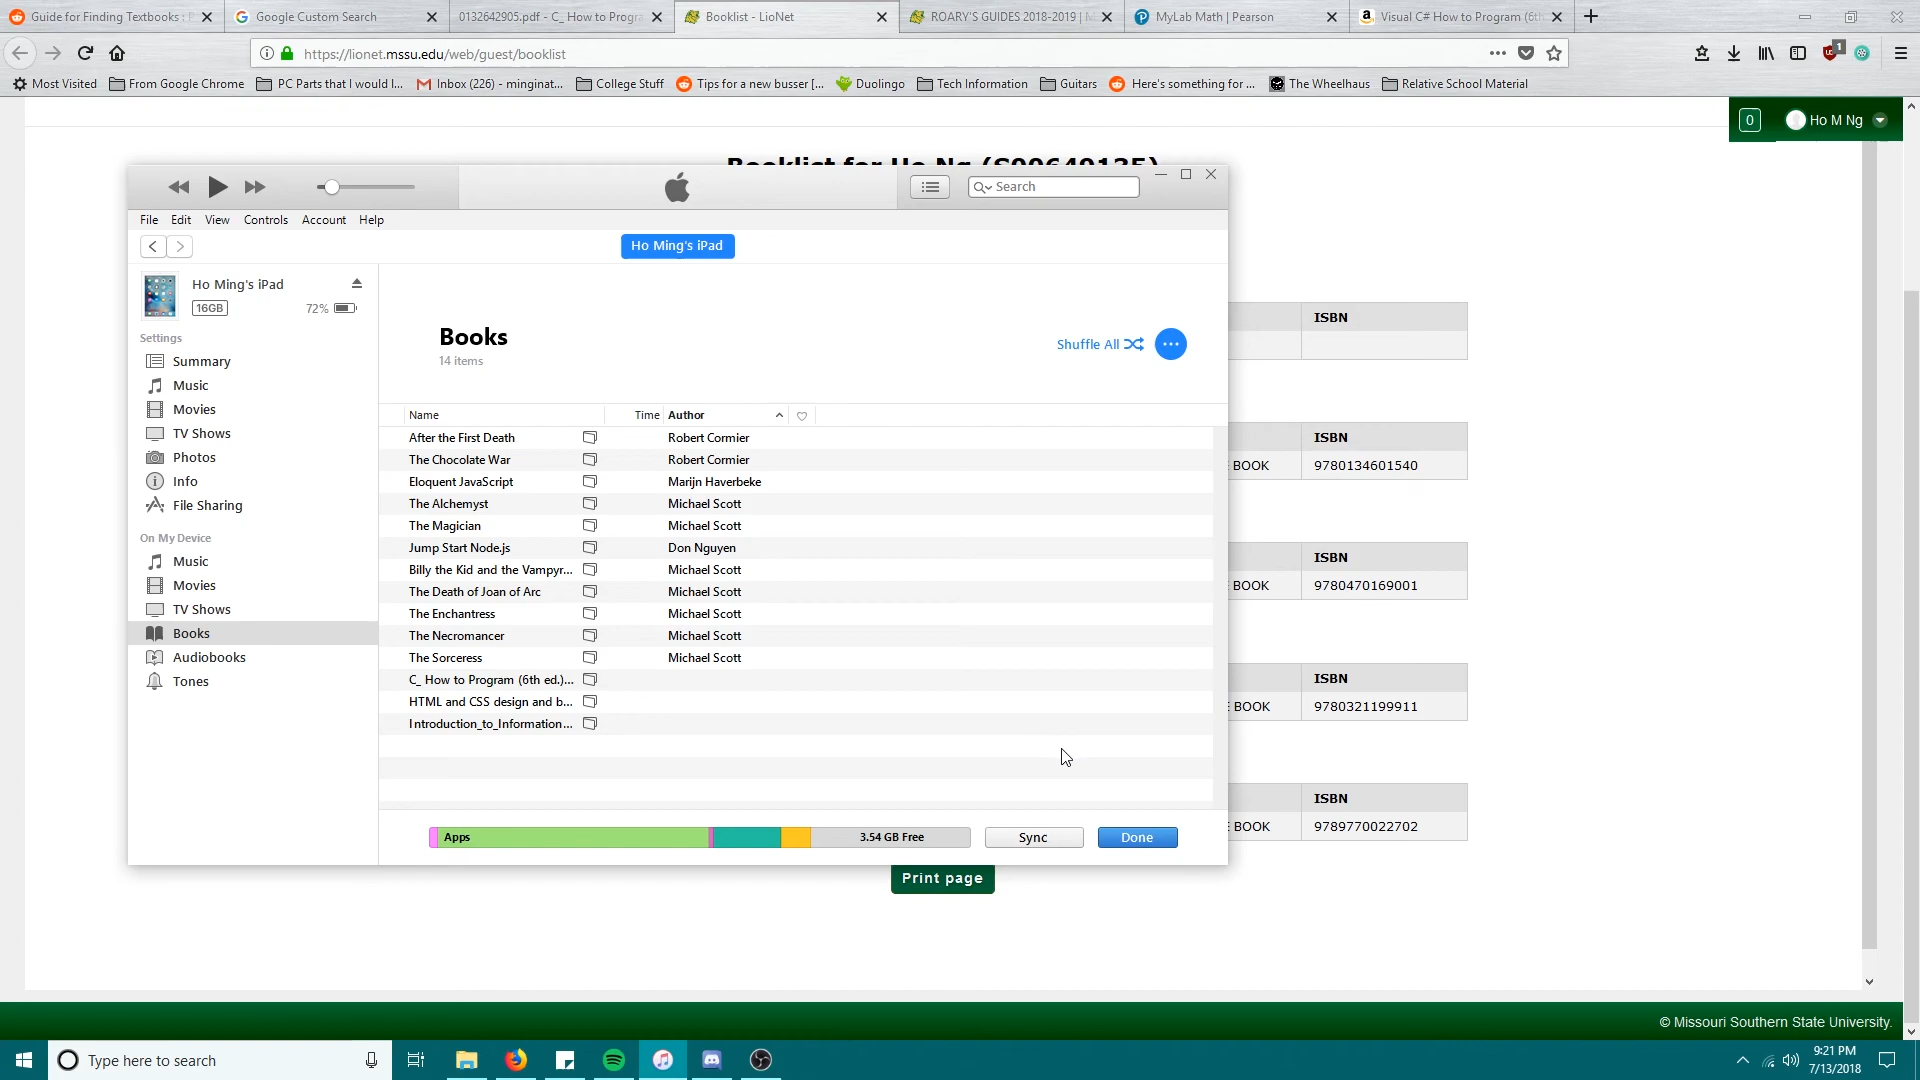 Guide for Finding Textbooks : P
Google Custom Search
0132642905.pdf - C_ How to Progra
Booklist - LioNet
ROARY'S GUIDES 2018-2019 | M
MyLab Math | Pearson
Visual C# How to Program (6th
https://lionet.mssu.edu/web/guest/booklist
1
Most Visited
From Google Chrome
PC Parts that I would l...
Inbox (226) - minginat...
College Stuff
Tips for a new busser [...
Duolingo
Tech Information
Guitars
Here's something for ...
The Wheelhaus
Relative School Material
0
Ho M Ng
Booklist for Ho Ng (S00649135)
Search
File Edit View Controls Account Help
Ho Ming's iPad
Ho Ming's iPad
16GB
72%
Settings
Summary
Music
Movies
TV Shows
Photos
Info
File Sharing
On My Device
Music
Movies
TV Shows
Books
Audiobooks
Tones
Books
14 items
Shuffle All
Name Time Author
After the First Death Robert Cormier
The Chocolate War Robert Cormier
Eloquent JavaScript Marijn Haverbeke
The Alchemyst Michael Scott
The Magician Michael Scott
Jump Start Node.js Don Nguyen
Billy the Kid and the Vampyr... Michael Scott
The Death of Joan of Arc Michael Scott
The Enchantress Michael Scott
The Necromancer Michael Scott
The Sorceress Michael Scott
C_ How to Program (6th ed.)...
HTML and CSS design and b...
Introduction_to_Information...
Apps
3.54 GB Free
Sync
Done
ISBN
ISBN
BOOK 9780134601540
ISBN
BOOK 9780470169001
ISBN
BOOK 9780321199911
ISBN
BOOK 9789770022702
Print page
© Missouri Southern State University.
Type here to search
9:21 PM
7/13/2018